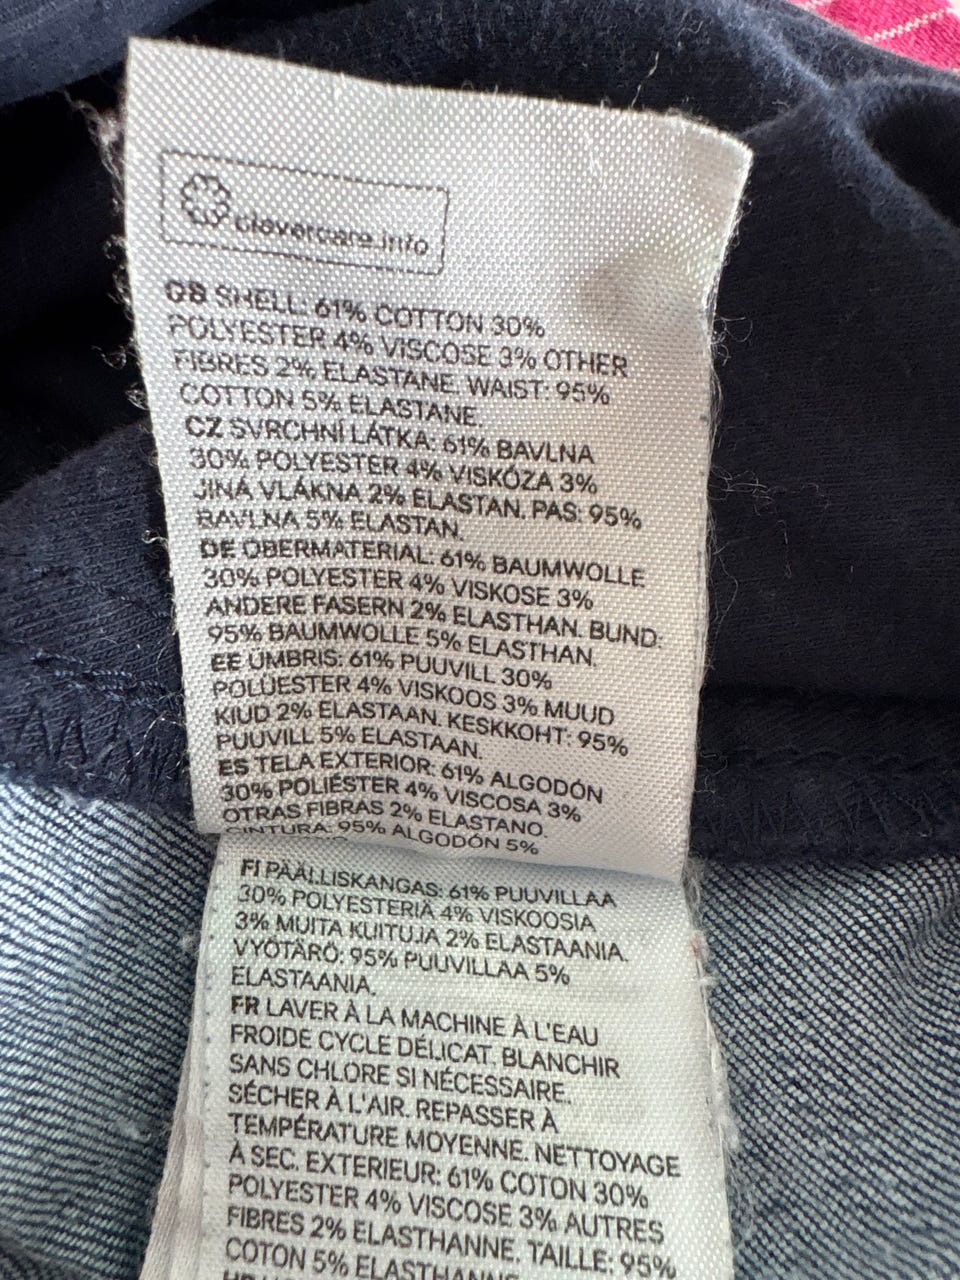 clevercare.info
GB SHELL: 61% COTTON 30%
POLYESTER 4% VISCOSE 3% OTHER
FIBRES 2% ELASTANE. WAIST: 95%
COTTON 5% ELASTANE.
CZ SVRCHNÍ LÁTKA: 61% BAVLNA
30% POLYESTER 4% VISKÓZA 3%
JINÁ VLÁKNA 2% ELASTAN. PAS: 95%
BAVLNA 5% ELASTAN.
DE OBERMATERIAL: 61% BAUMWOLLE
30% POLYESTER 4% VISKOSE 3%
ANDERE FASERN 2% ELASTHAN. BUND:
95% BAUMWOLLE 5% ELASTHAN.
EE ÜMBRIS: 61% PUUVILL 30%
POLÜESTER 4% VISKOOS 3% MUUD
KIUD 2% ELASTAAN. KESKKOHT: 95%
PUUVILL 5% ELASTAAN.
ES TELA EXTERIOR: 61% ALGODÓN
30% POLIÉSTER 4% VISCOSA 3%
OTRAS FIBRAS 2% ELASTANO.
CINTURA: 95% ALGODÓN 5%
FI PÄÄLLISKANGAS: 61% PUUVILLAA
30% POLYESTERIÄ 4% VISKOOSIA
3% MUITA KUITUJA 2% ELASTAANIA.
VYÖTÄRÖ: 95% PUUVILLAA 5%
ELASTAANIA.
FR LAVER À LA MACHINE À L'EAU
FROIDE CYCLE DÉLICAT. BLANCHIR
SANS CHLORE SI NÉCESSAIRE.
SÉCHER À L'AIR. REPASSER À
TEMPÉRATURE MOYENNE. NETTOYAGE
À SEC. EXTERIEUR: 61% COTON 30%
POLYESTER 4% VISCOSE 3% AUTRES
FIBRES 2% ELASTHANNE. TAILLE: 95%
COTON 5% ELASTHANNE